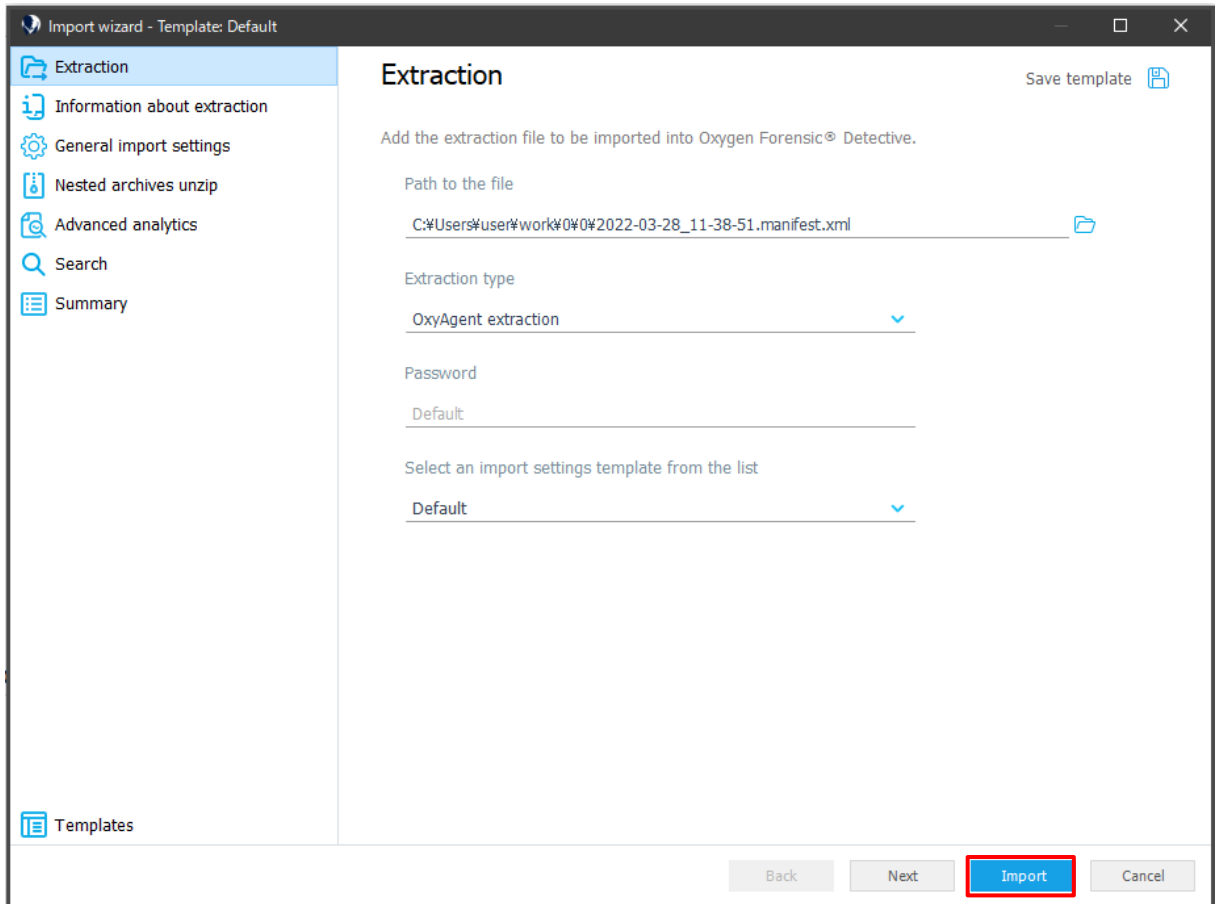 Import wizard - Template: Default
Extraction
Information about extraction
General import settings
Nested archives unzip
Advanced analytics
Search
Summary
Templates
Extraction
Save template
Add the extraction file to be imported into Oxygen Forensic® Detective.
Path to the file
C:¥Users¥user¥work¥0¥0¥2022-03-28_11-38-51.manifest.xml
Extraction type
OxyAgent extraction
Password
Default
Select an import settings template from the list
Default
Back
Next
Import
Cancel